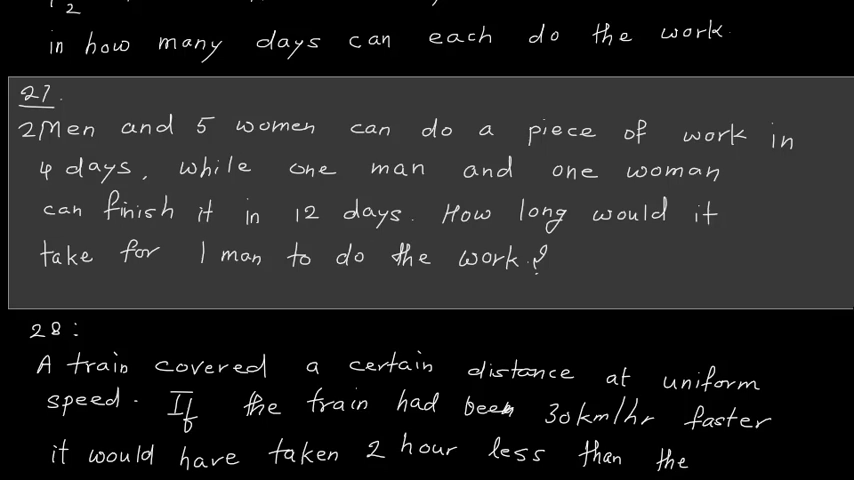 in how many days can each do the work.
27.
2Men and 5 women can do a piece of work in
4 days, while one man and one woman
can finish it in 12 days. How long would it
take for 1 man to do the work?
28:
A train covered a certain distance at uniform
speed. If the train had been 30km/hr faster
it would have taken 2 hour less than the